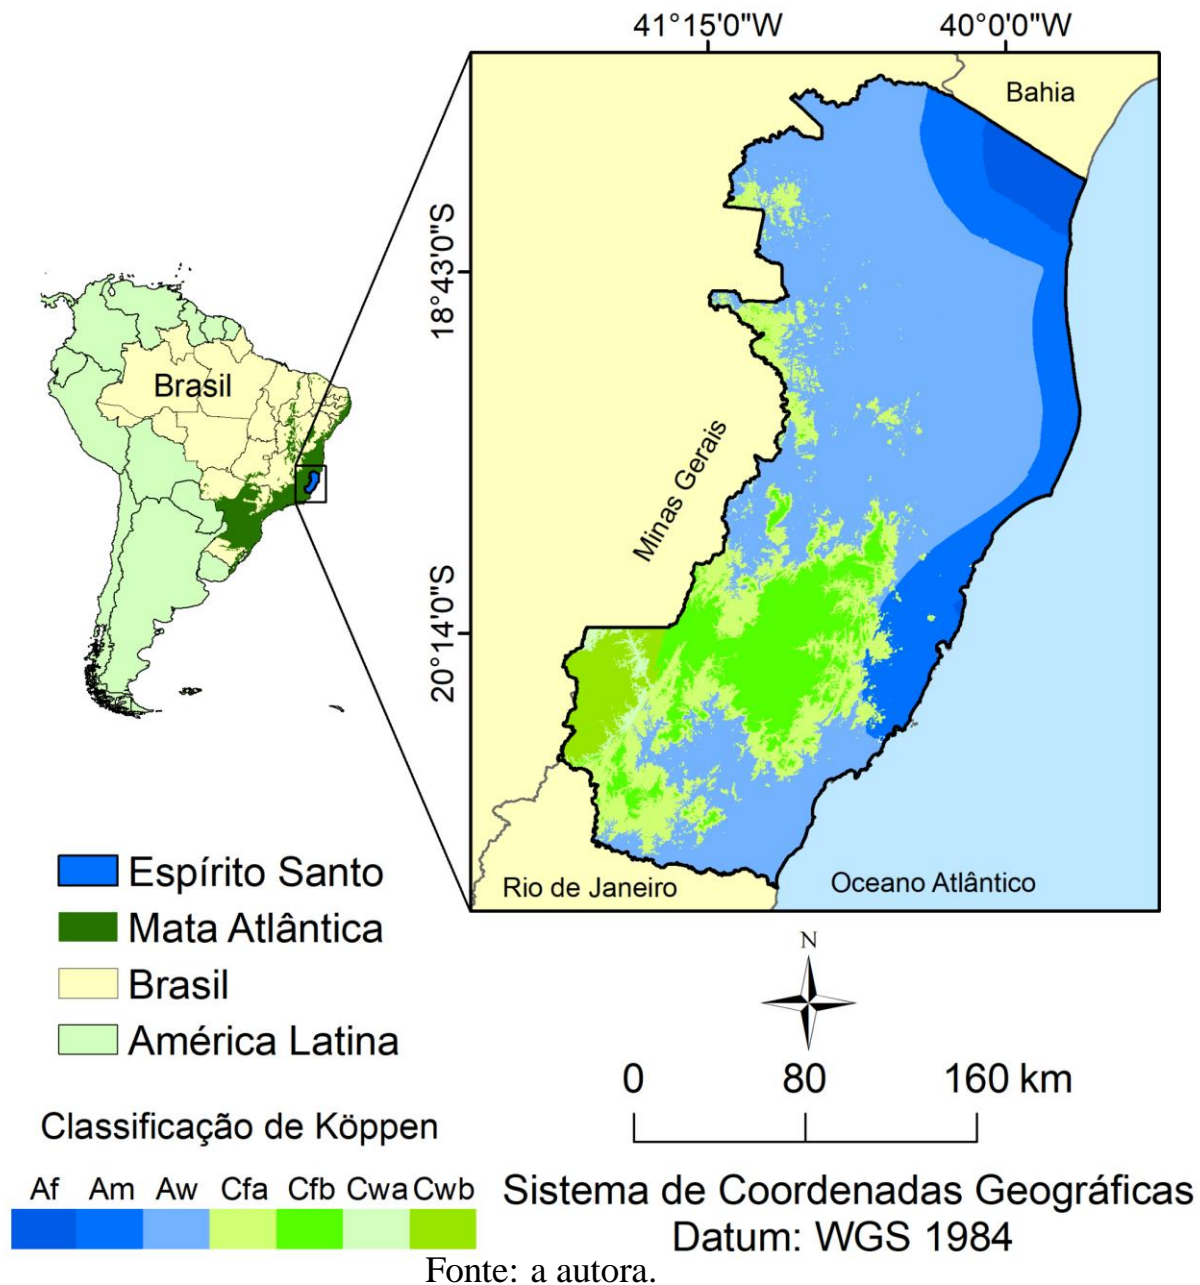 41°15'0"W
40°0'0"W
Bahia
18°43'0"S
Brasil
Minas Gerais
20°14'0"S
Rio de Janeiro
Oceano Atlântico
Espírito Santo
Mata Atlântica
Brasil
América Latina
N
0 80 160 km
Classificação de Köppen
Af Am Aw Cfa Cfb Cwa Cwb
Sistema de Coordenadas Geográficas
Datum: WGS 1984
Fonte: a autora.